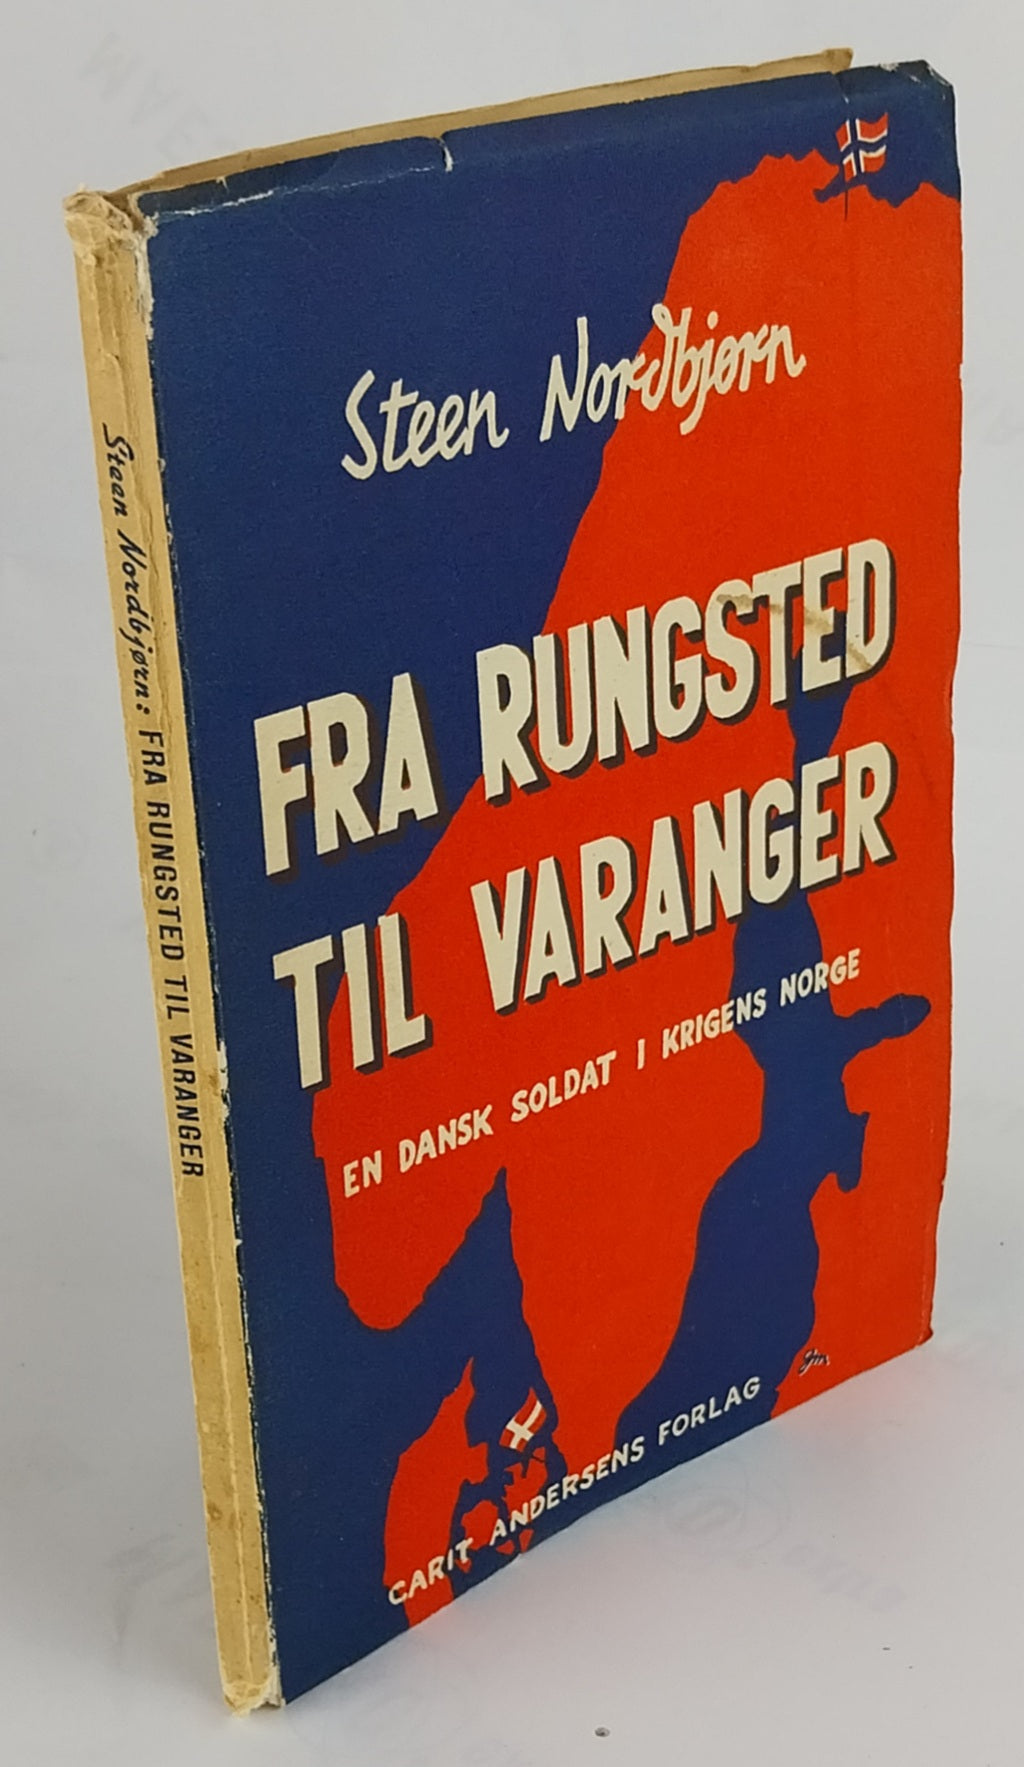 Steen Nordbjørn
FRA RUNGSTED
TIL VARANGER
EN DANSK SOLDAT I KRIGENS NORGE
CARIT ANDERSENS FORLAG
Steen Nordbjørn: FRA RUNGSTED TIL VARANGER